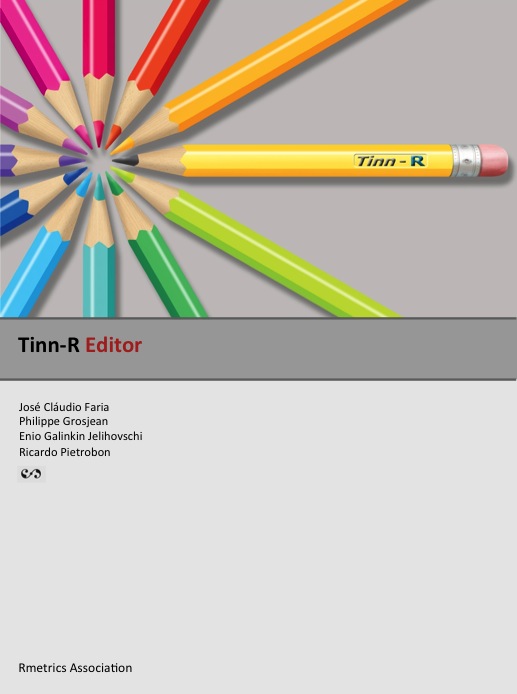 Tinn-R
Tinn-R Editor
José Cláudio Faria
Philippe Grosjean
Enio Galinkin Jelihovschi
Ricardo Pietrobon
Rmetrics Association